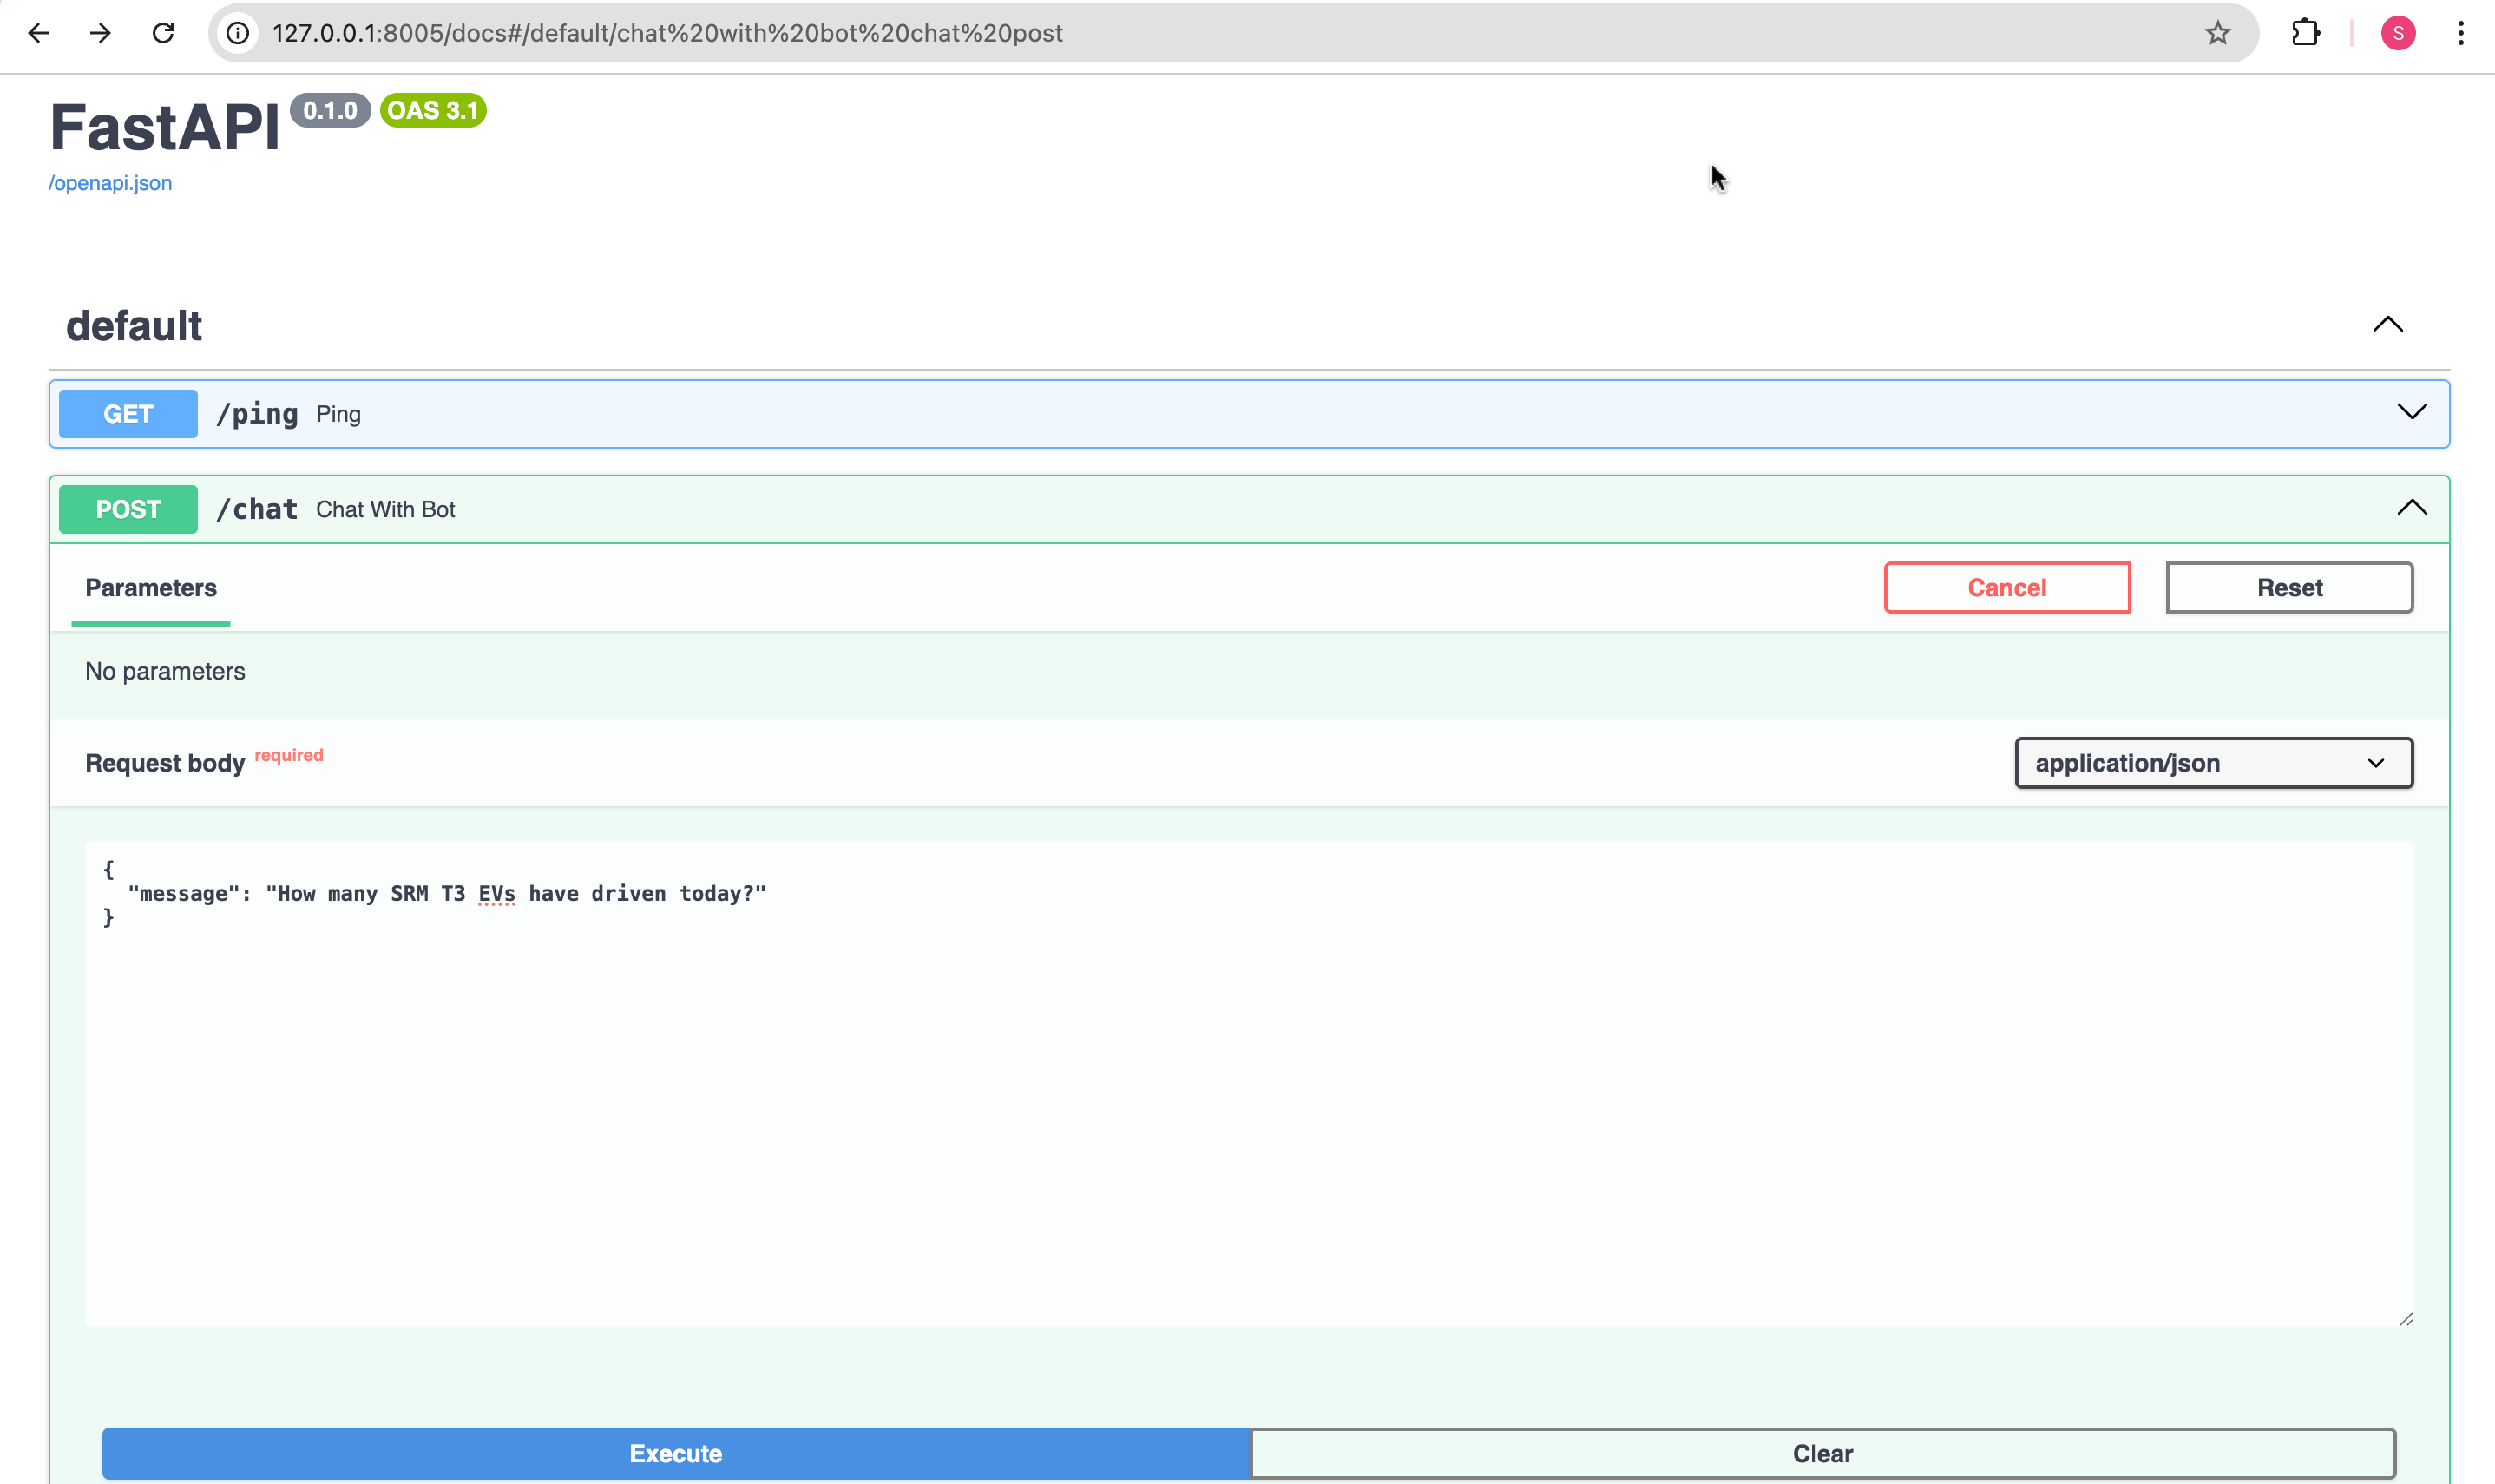 127.0.0.1:8005/docs#/default/chat%20with%20bot%20chat%20post
S
FastAPI 0.1.0 OAS 3.1
/openapi.json
default
GET /ping Ping
POST /chat Chat With Bot
Parameters Cancel Reset
No parameters
Request body required application/json
{
"message": "How many SRM T3 EVs have driven today?"
}
Execute Clear